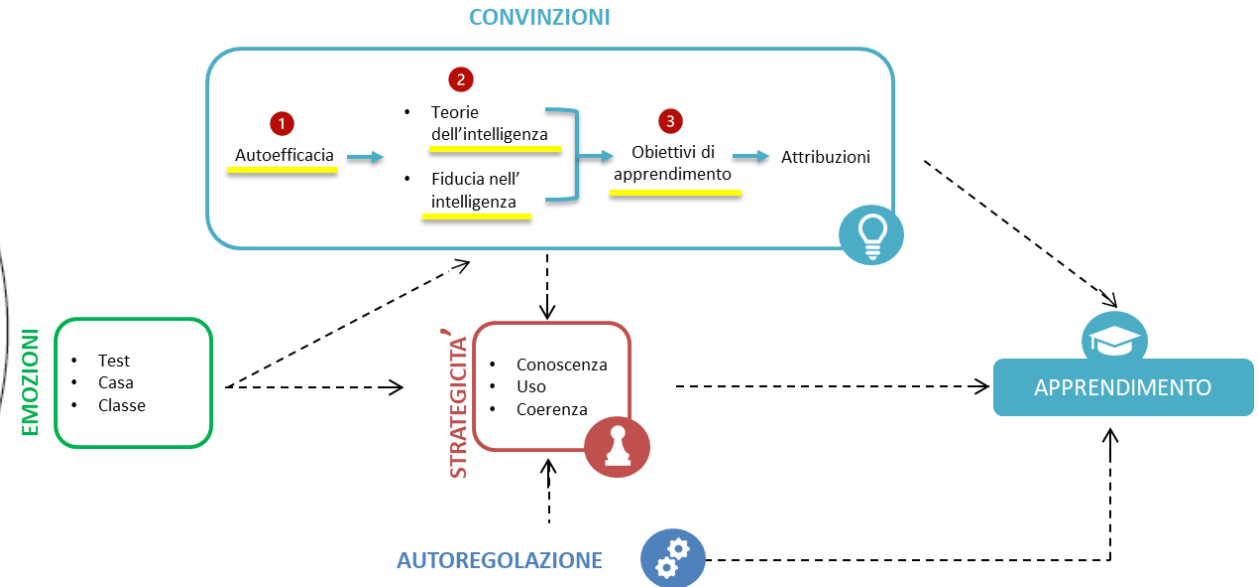 CONVINZIONI
1
Autoefficacia
2
• Teorie
dell'intelligenza
• Fiducia nell'
intelligenza
3
Obiettivi di
apprendimento
Attribuzioni
EMOZIONI
• Test
• Casa
• Classe
STRATEGICITA'
• Conoscenza
• Uso
• Coerenza
APPRENDIMENTO
AUTOREGOLAZIONE